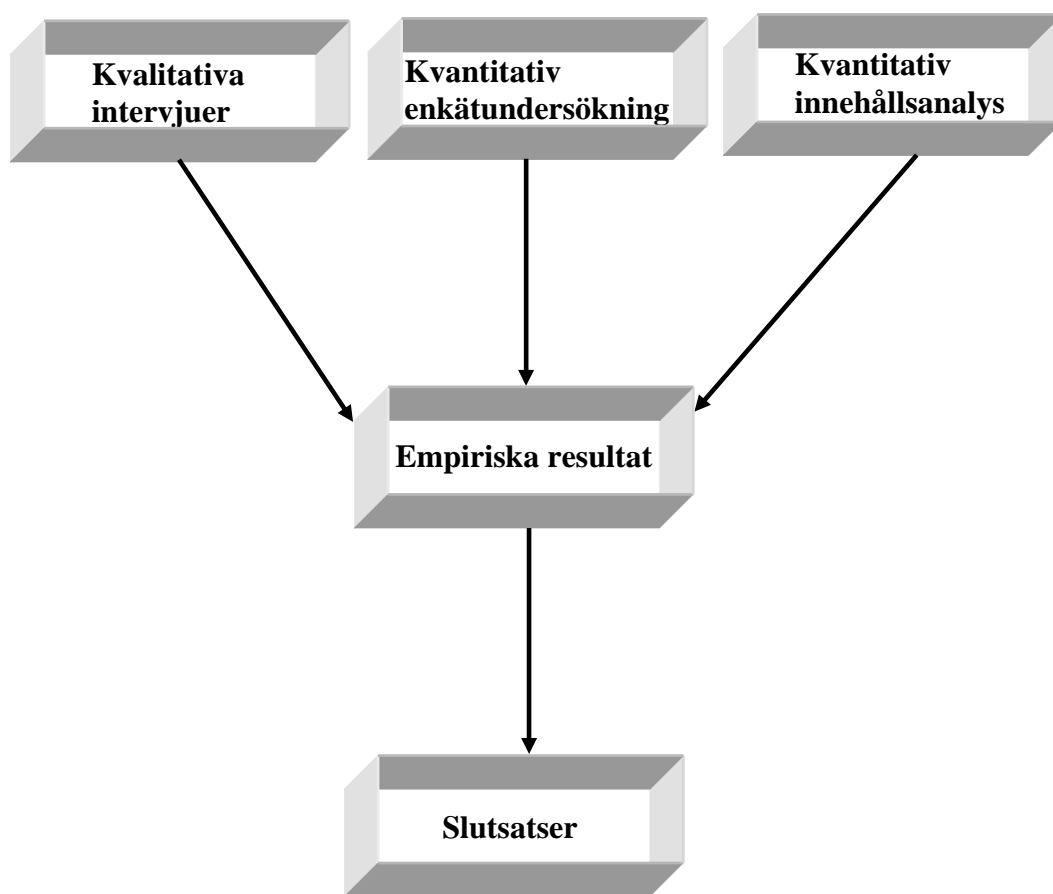 Kvalitativa
intervjuer
Kvantitativ
enkätundersökning
Kvantitativ
innehållsanalys
Empiriska resultat
Slutsatser